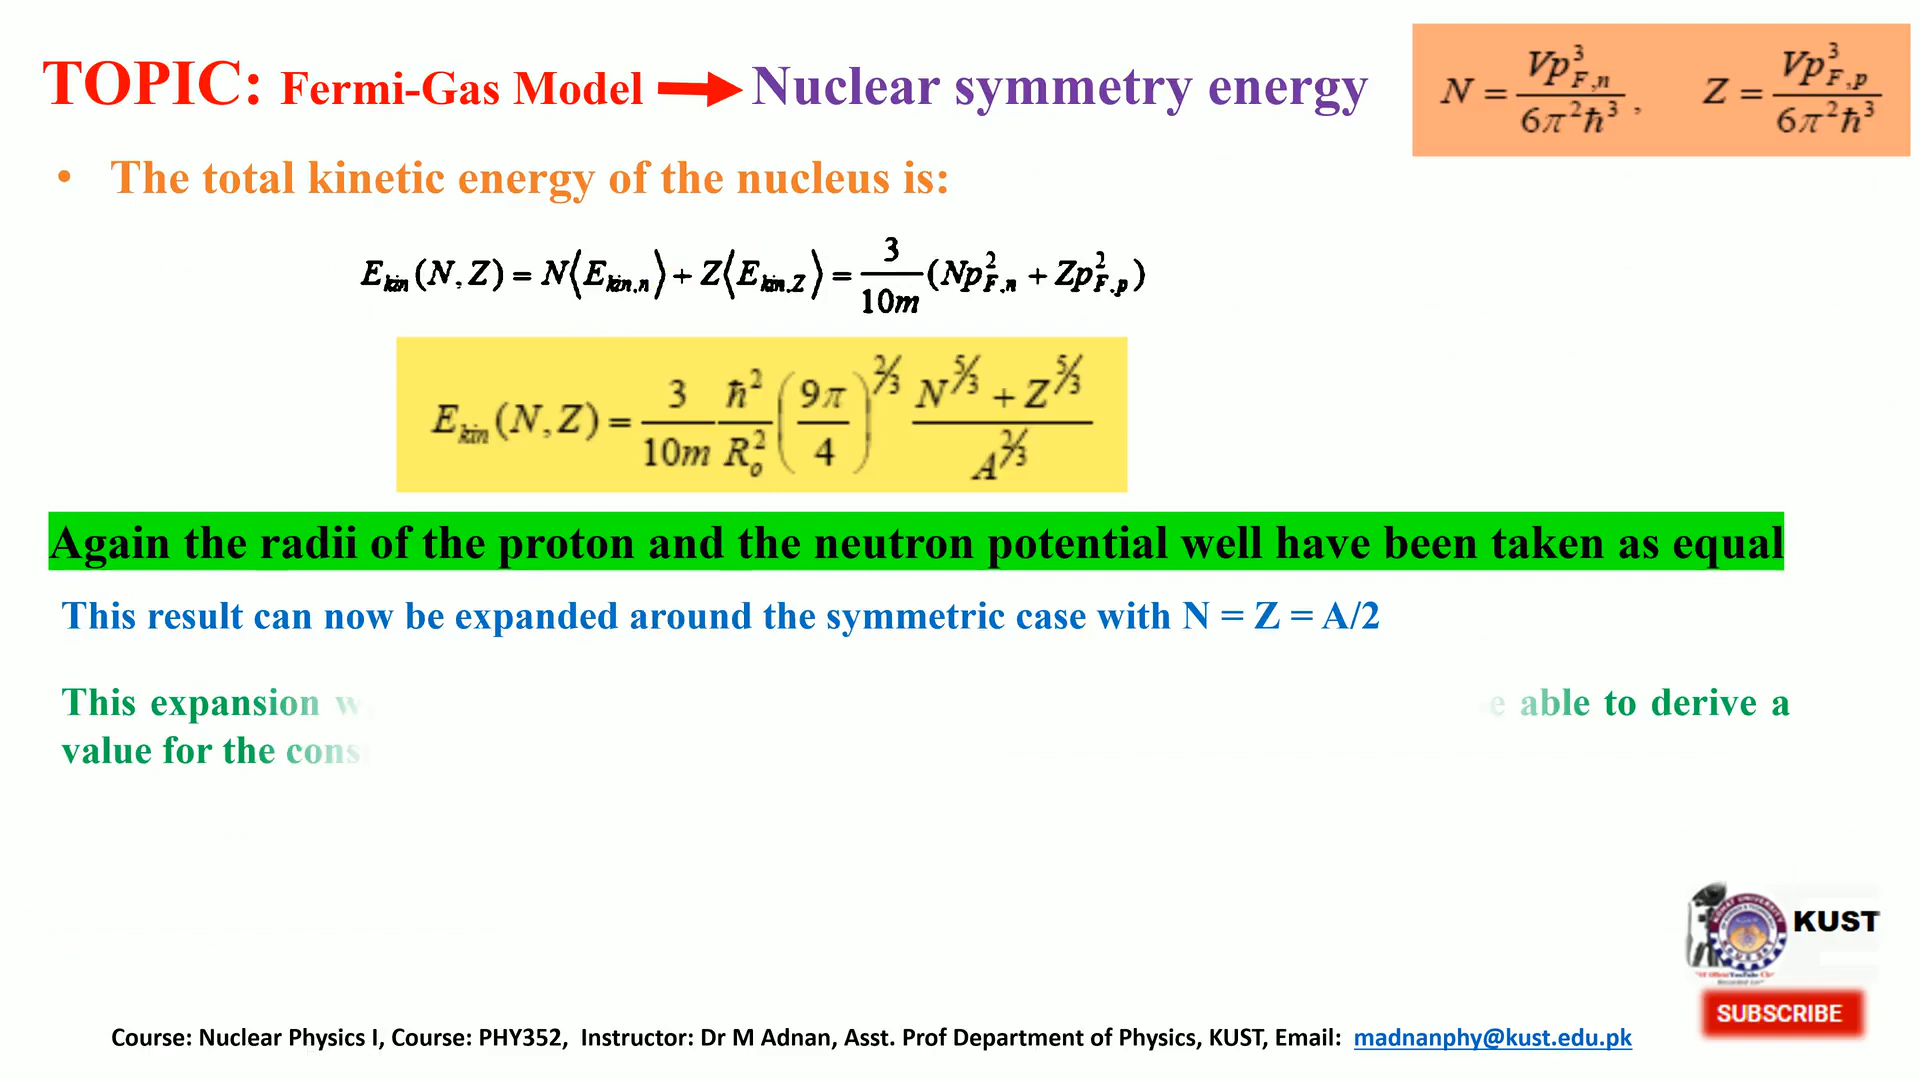 TOPIC: Fermi-Gas Model Nuclear symmetry energy
N = Vp³F,n / 6π²ħ³ , Z = Vp³F,p / 6π²ħ³
• The total kinetic energy of the nucleus is:
Ekin (N, Z) = N⟨Ekin,n⟩ + Z⟨Ekin,Z⟩ = 3/10m (Np²F,n + Zp²F,p)
Ekin (N, Z) = 3/10m ħ²/R²o (9π/4)^2/3 N^5/3 + Z^5/3 / A^2/3
Again the radii of the proton and the neutron potential well have been taken as equal
This result can now be expanded around the symmetric case with N = Z = A/2
This expansion able to derive a
value for the
KUST
SUBSCRIBE
Course: Nuclear Physics I, Course: PHY352, Instructor: Dr M Adnan, Asst. Prof Department of Physics, KUST, Email: madnanphy@kust.edu.pk